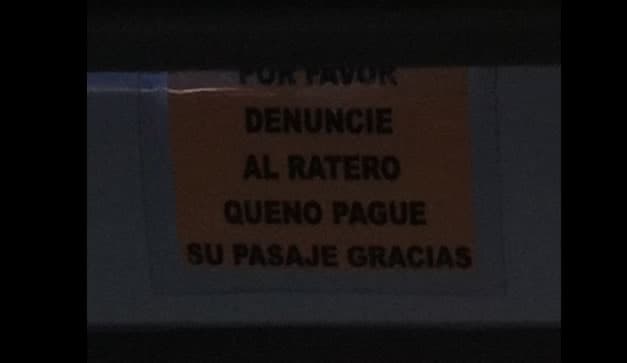 POR FAVOR
DENUNCIE
AL RATERO
QUENO PAGUE
SU PASAJE GRACIAS